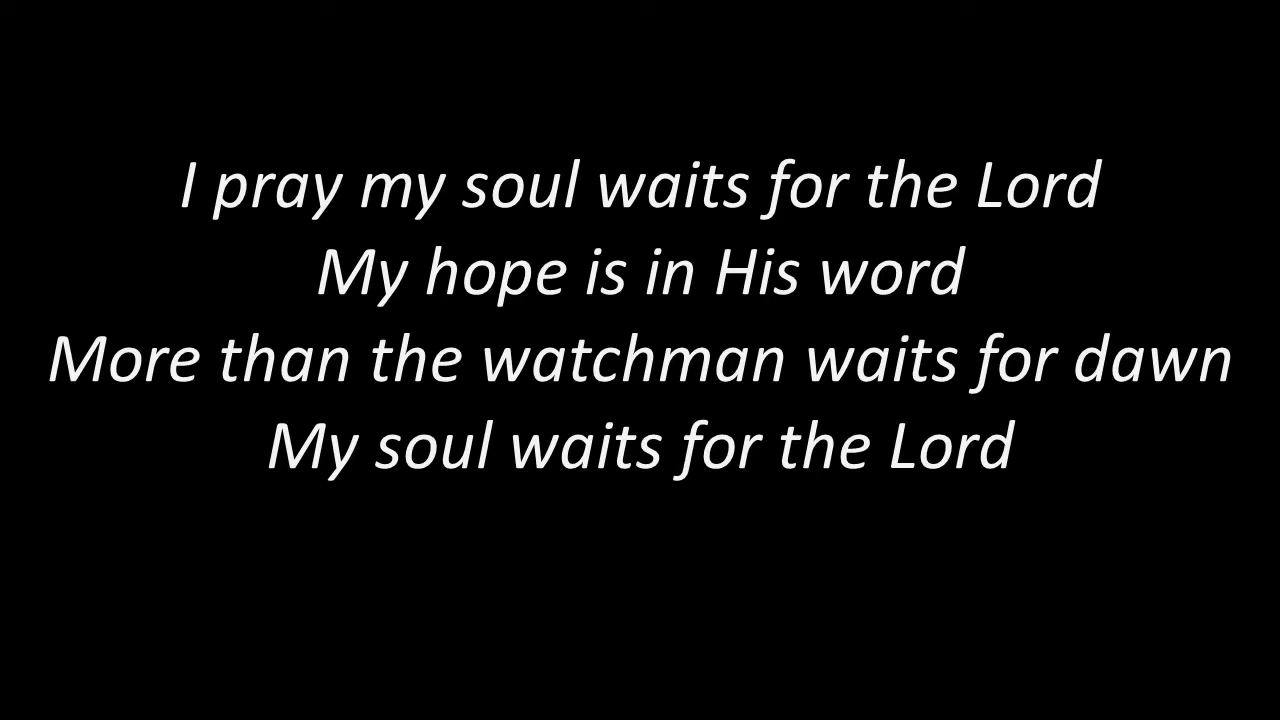 I pray my soul waits for the Lord
My hope is in His word
More than the watchman waits for dawn
My soul waits for the Lord